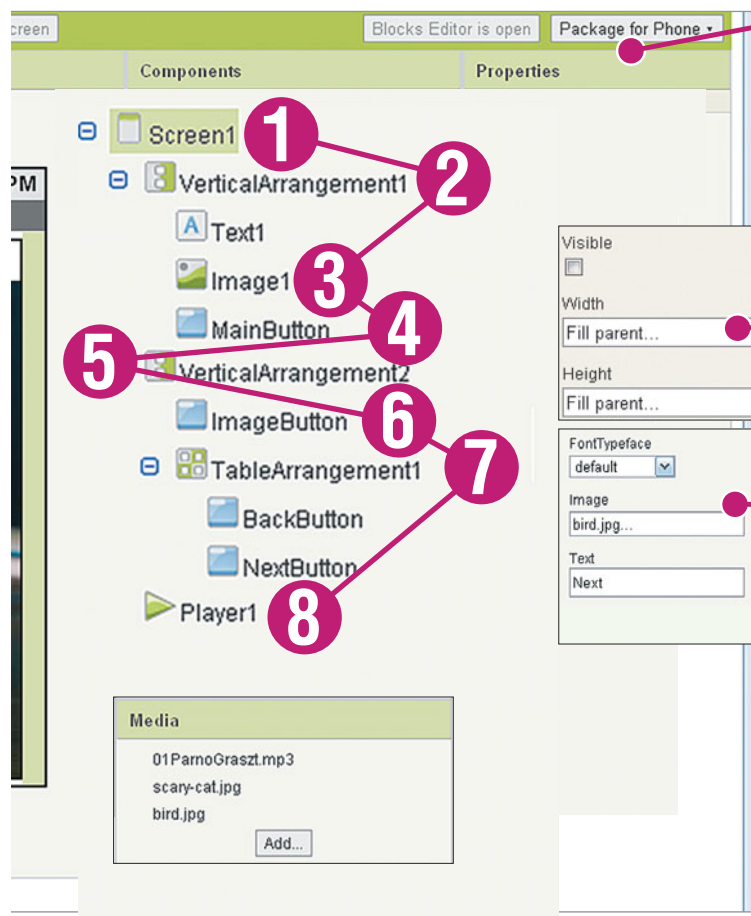 creen
Blocks Editor is open
Package for Phone
Components
Properties
Screen1
1
2
PM
VerticalArrangement1
Text1
Image1
3
MainButton
4
5
VerticalArrangement2
ImageButton
6
7
TableArrangement1
BackButton
NextButton
Player1
8
Visible
Width
Fill parent...
Height
Fill parent...
FontTypeface
default
Image
bird.jpg...
Text
Next
Media
01ParnoGraszt.mp3
scary-cat.jpg
bird.jpg
Add...